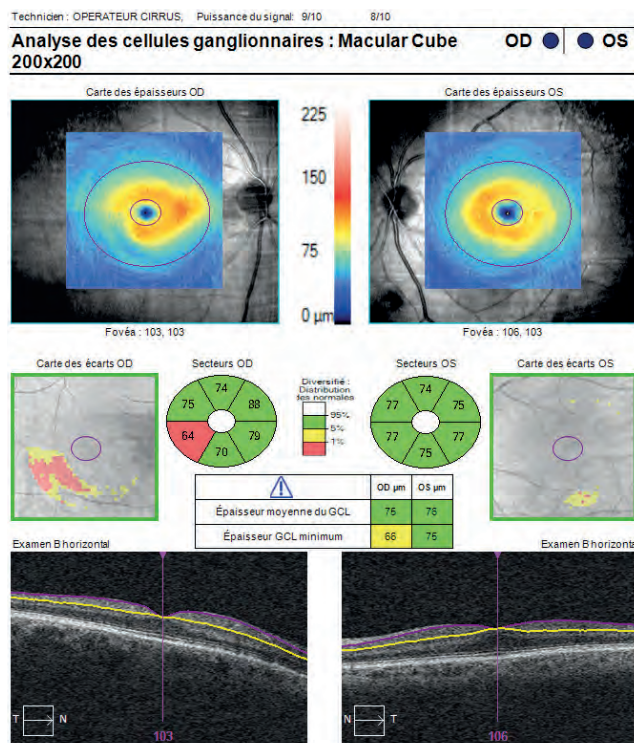 Technicien : OPERATEUR CIRRUS, Puissance du signal: 9/10 8/10
Analyse des cellules ganglionnaires : Macular Cube 200x200 OD OS
Carte des épaisseurs OD
Carte des épaisseurs OS
225
150
75
0 µm
Fovéa : 103, 103
Fovéa : 106, 103
Carte des écarts OD
Secteurs OD
Diversifié :
Distribution
des normales
95%
5%
1%
Secteurs OS
Carte des écarts OS
74
75 88
64 79
70
74
77 75
77 77
75
OD µm OS µm
Épaisseur moyenne du GCL 75 76
Épaisseur GCL minimum 66 75
Examen B horizontal
Examen B horizonta
T N
103
N T
106